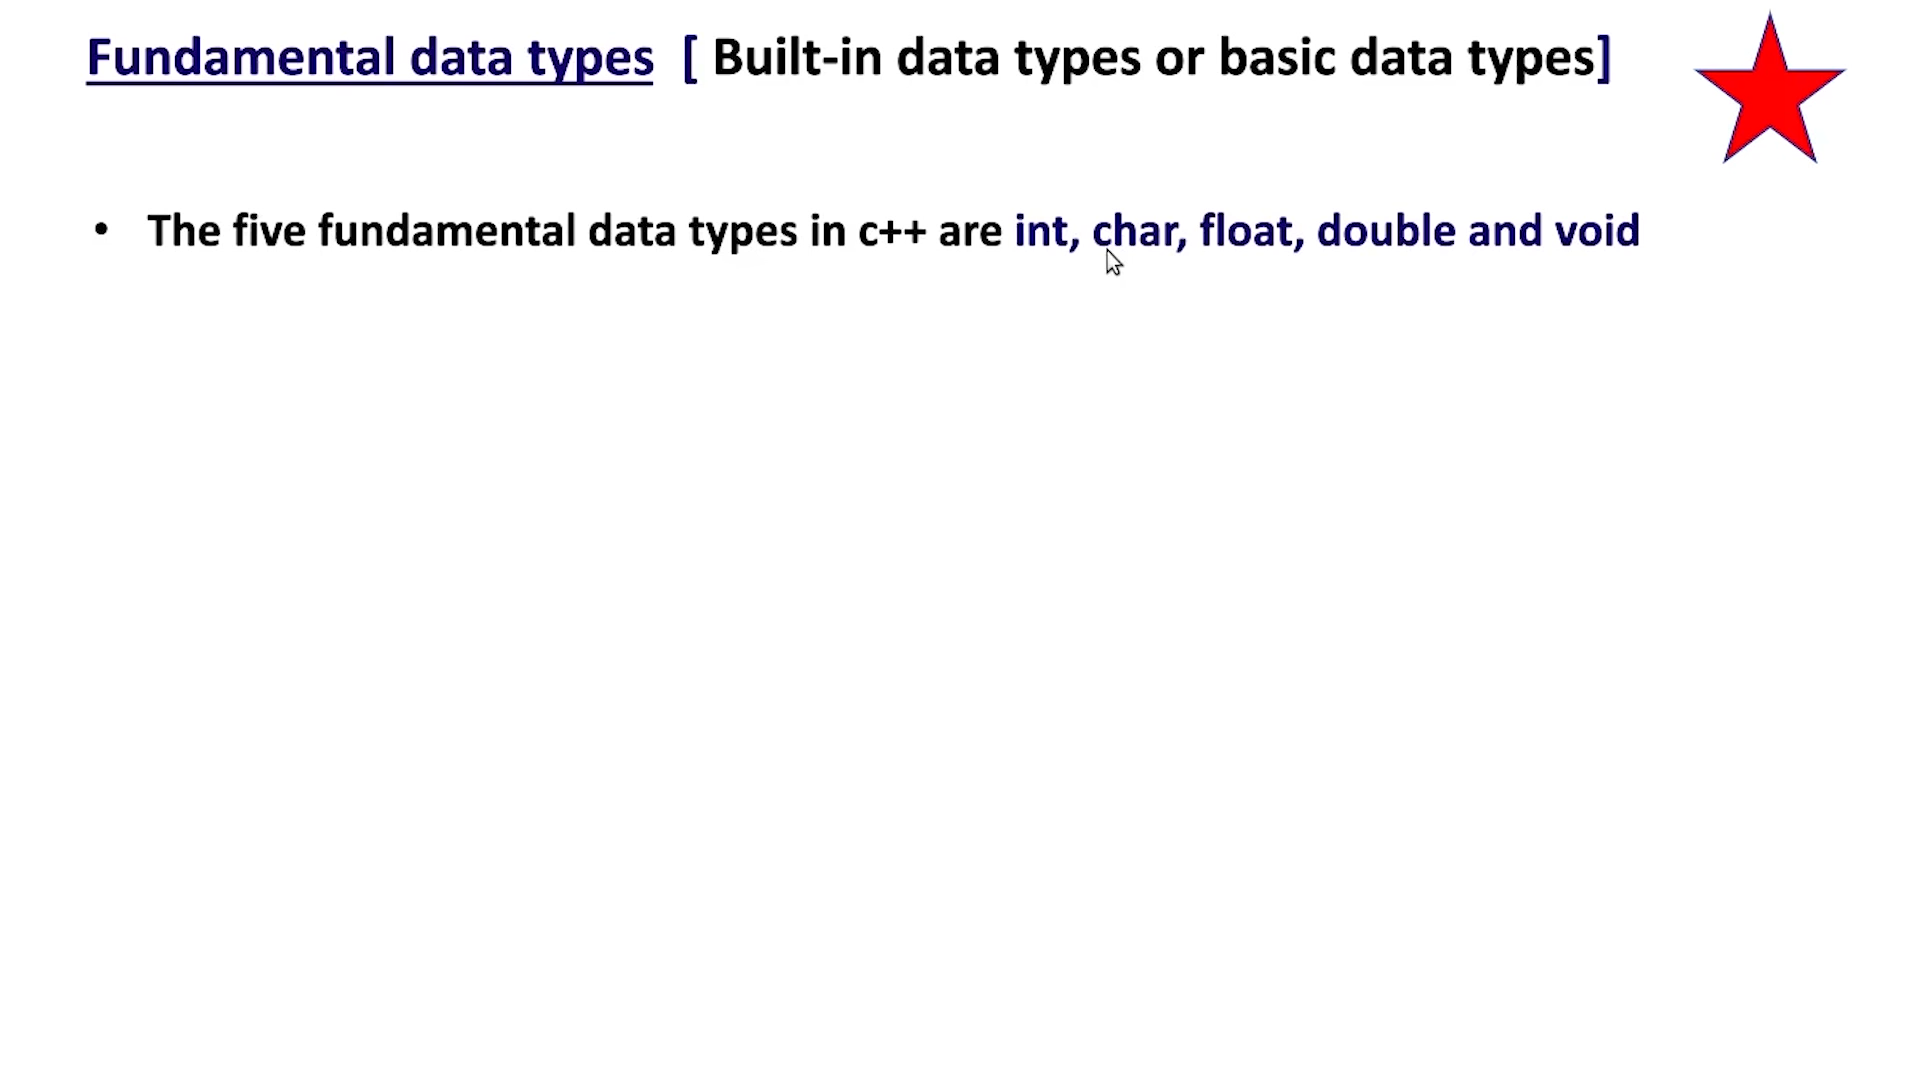 Fundamental data types [ Built-in data types or basic data types]
• The five fundamental data types in c++ are int, char, float, double and void